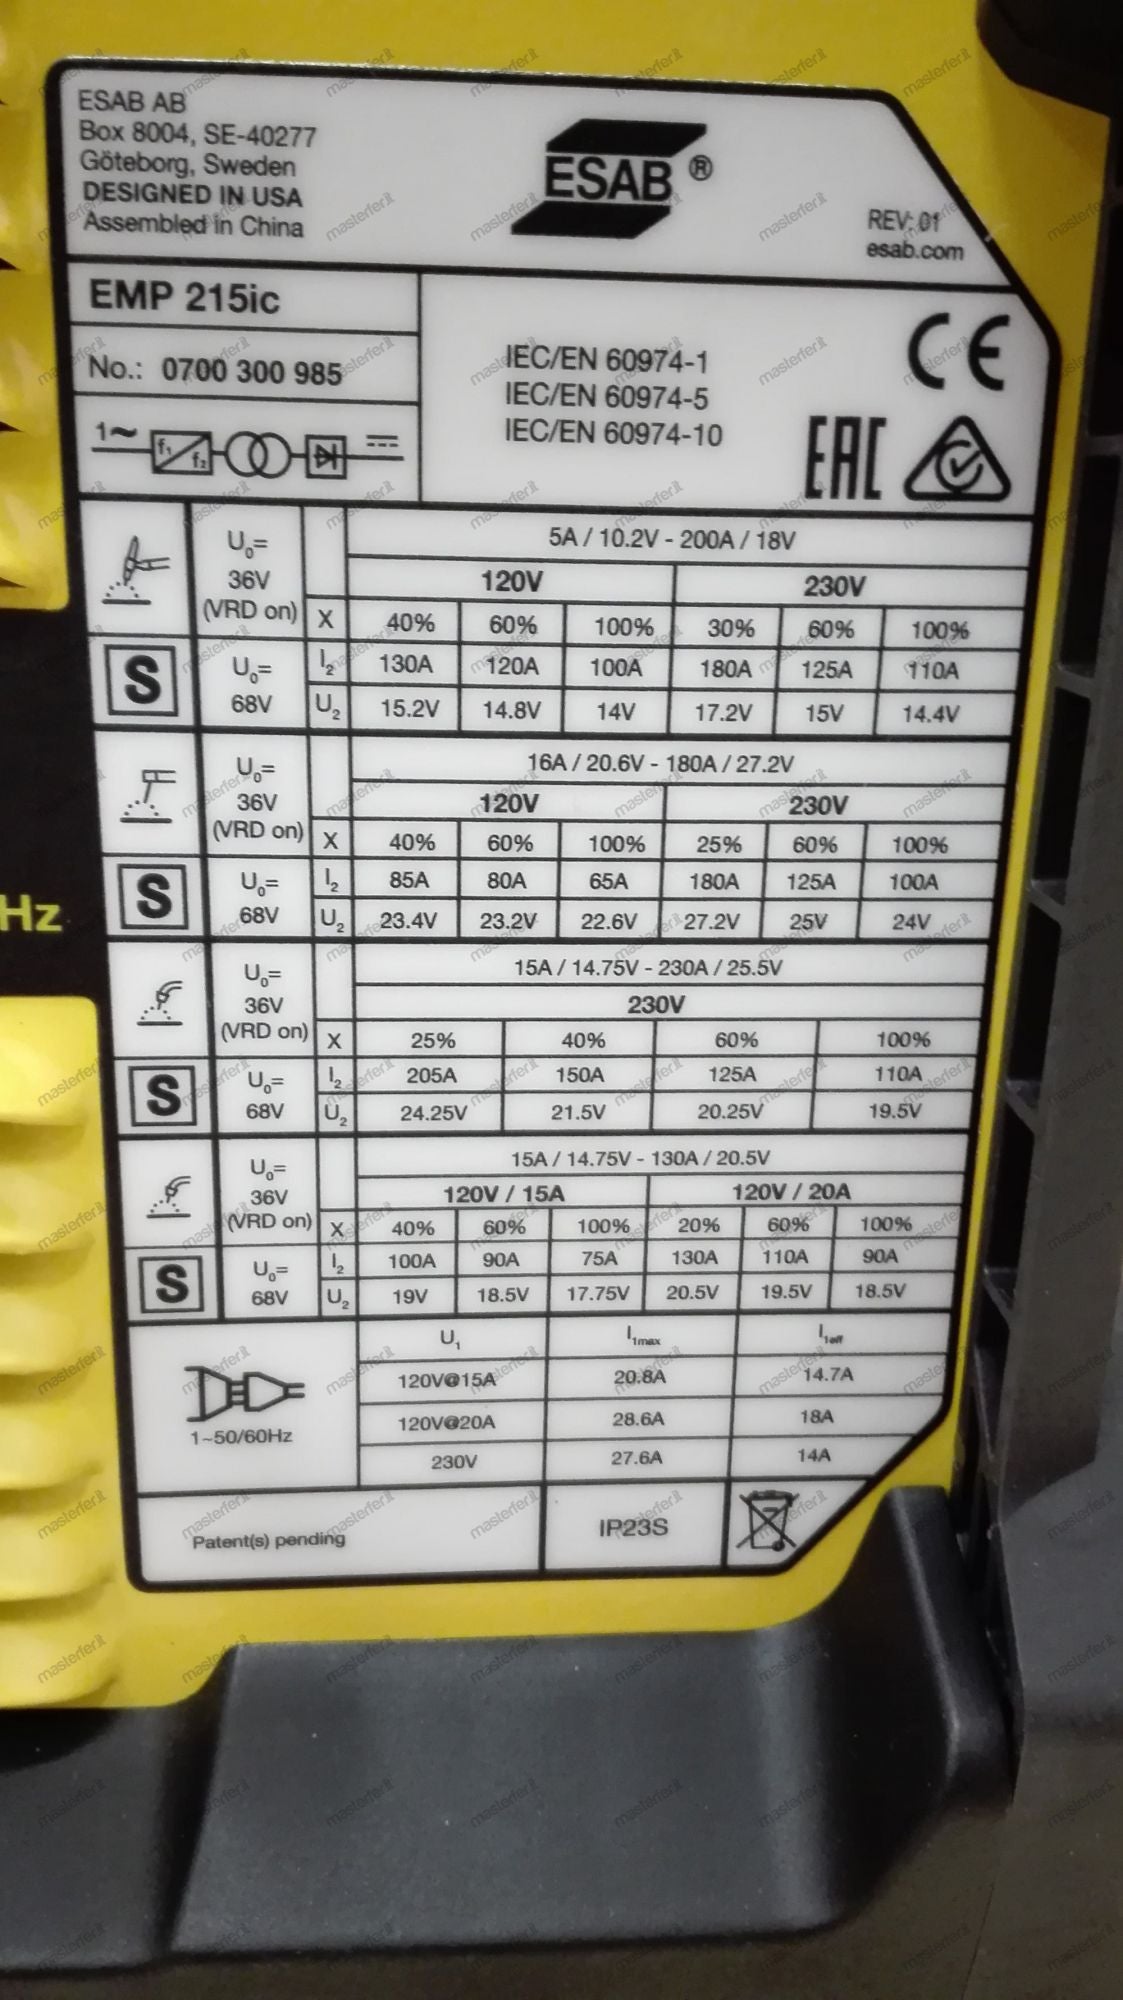 ESAB AB
Box 8004, SE-40277
Göteborg, Sweden
DESIGNED IN USA
Assembled in China
ESAB ®
REV: 01
esab.com
EMP 215ic
No.: 0700 300 985
IEC/EN 60974-1
IEC/EN 60974-5
IEC/EN 60974-10
CE
EAC
1~ f1 f2
U0= 36V (VRD on)
5A / 10.2V - 200A / 18V
120V 230V
X 40% 60% 100% 30% 60% 100%
S U0= 68V
I2 130A 120A 100A 180A 125A 110A
U2 15.2V 14.8V 14V 17.2V 15V 14.4V
U0= 36V (VRD on)
16A / 20.6V - 180A / 27.2V
120V 230V
X 40% 60% 100% 25% 60% 100%
S U0= 68V
I2 85A 80A 65A 180A 125A 100A
U2 23.4V 23.2V 22.6V 27.2V 25V 24V
Hz
U0= 36V (VRD on)
15A / 14.75V - 230A / 25.5V
230V
X 25% 40% 60% 100%
S U0= 68V
I2 205A 150A 125A 110A
U2 24.25V 21.5V 20.25V 19.5V
U0= 36V (VRD on)
15A / 14.75V - 130A / 20.5V
120V / 15A 120V / 20A
X 40% 60% 100% 20% 60% 100%
S U0= 68V
I2 100A 90A 75A 130A 110A 90A
U2 19V 18.5V 17.75V 20.5V 19.5V 18.5V
U1 I1max I1eff
120V@15A 20.8A 14.7A
120V@20A 28.6A 18A
230V 27.6A 14A
1~50/60Hz
Patent(s) pending
IP23S
masterfer.it